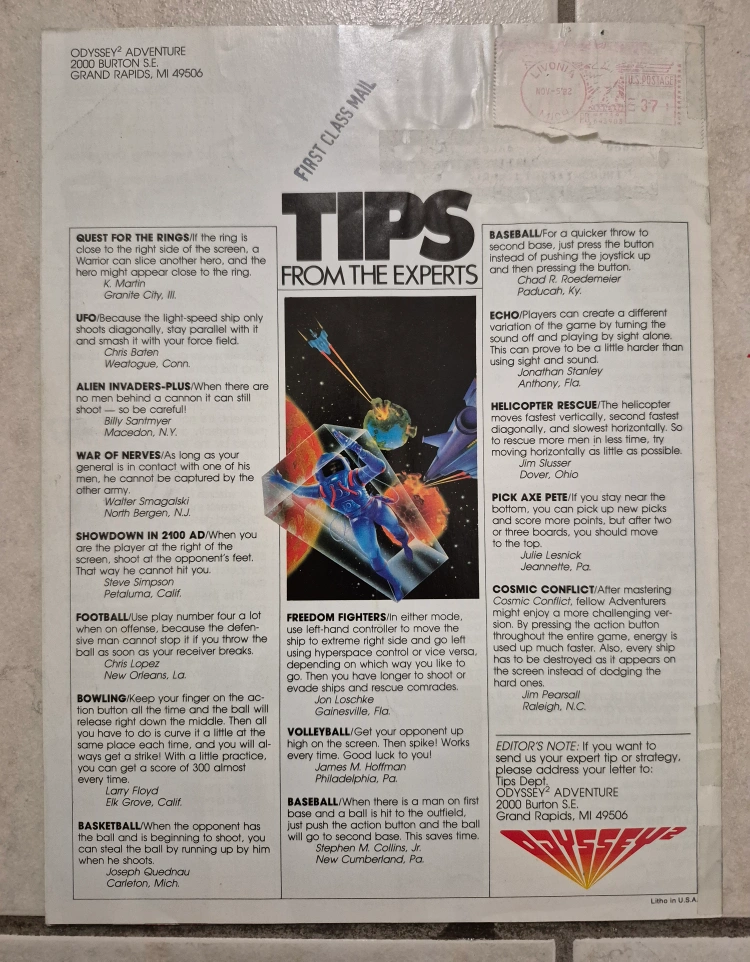 ODYSSEY² ADVENTURE
2000 BURTON S.E.
GRAND RAPIDS, MI 49506
FIRST CLASS MAIL
LIVONIA
NOV-5'82
MICH
U.S. POSTAGE
.37
TIPS
FROM THE EXPERTS
QUEST FOR THE RINGS/If the ring is
close to the right side of the screen, a
Warrior can slice another hero, and the
hero might appear close to the ring.
K. Martin
Granite City, Ill.
UFO/Because the light-speed ship only
shoots diagonally, stay parallel with it
and smash it with your force field.
Chris Baten
Weatogue, Conn.
ALIEN INVADERS-PLUS/When there are
no men behind a cannon it can still
shoot — so be careful!
Billy Santmyer
Macedon, N.Y.
WAR OF NERVES/As long as your
general is in contact with one of his
men, he cannot be captured by the
other army.
Walter Smagalski
North Bergen, N.J.
SHOWDOWN IN 2100 AD/When you
are the player at the right of the
screen, shoot at the opponent's feet.
That way he cannot hit you.
Steve Simpson
Petaluma, Calif.
FOOTBALL/Use play number four a lot
when on offense, because the defen-
sive man cannot stop it if you throw the
ball as soon as your receiver breaks.
Chris Lopez
New Orleans, La.
BOWLING/Keep your finger on the ac-
tion button all the time and the ball will
release right down the middle. Then all
you have to do is curve it a little at the
same place each time, and you will al-
ways get a strike! With a little practice,
you can get a score of 300 almost
every time.
Larry Floyd
Elk Grove, Calif.
BASKETBALL/When the opponent has
the ball and is beginning to shoot, you
can steal the ball by running up by him
when he shoots.
Joseph Quednau
Carleton, Mich.
FREEDOM FIGHTERS/In either mode,
use left-hand controller to move the
ship to extreme right side and go left
using hyperspace control or vice versa,
depending on which way you like to
go. Then you have longer to shoot or
evade ships and rescue comrades.
Jon Loschke
Gainesville, Fla.
VOLLEYBALL/Get your opponent up
high on the screen. Then spike! Works
every time. Good luck to you!
James M. Hoffman
Philadelphia, Pa.
BASEBALL/When there is a man on first
base and a ball is hit to the outfield,
just push the action button and the ball
will go to second base. This saves time.
Stephen M. Collins, Jr.
New Cumberland, Pa.
BASEBALL/For a quicker throw to
second base, just press the button
instead of pushing the joystick up
and then pressing the button.
Chad R. Roedemeier
Paducah, Ky.
ECHO/Players can create a different
variation of the game by turning the
sound off and playing by sight alone.
This can prove to be a little harder than
using sight and sound.
Jonathan Stanley
Anthony, Fla.
HELICOPTER RESCUE/The helicopter
moves fastest vertically, second fastest
diagonally, and slowest horizontally. So
to rescue more men in less time, try
moving horizontally as little as possible.
Jim Slusser
Dover, Ohio
PICK AXE PETE/If you stay near the
bottom, you can pick up new picks
and score more points, but after two
or three boards, you should move
to the top.
Julie Lesnick
Jeannette, Pa.
COSMIC CONFLICT/After mastering
Cosmic Conflict, fellow Adventurers
might enjoy a more challenging ver-
sion. By pressing the action button
throughout the entire game, energy is
used up much faster. Also, every ship
has to be destroyed as it appears on
the screen instead of dodging the
hard ones.
Jim Pearsall
Raleigh, N.C.
EDITOR'S NOTE: If you want to
send us your expert tip or strategy,
please address your letter to:
Tips Dept.
ODYSSEY² ADVENTURE
2000 Burton S.E.
Grand Rapids, MI 49506
ODYSSEY²
Litho in U.S.A.